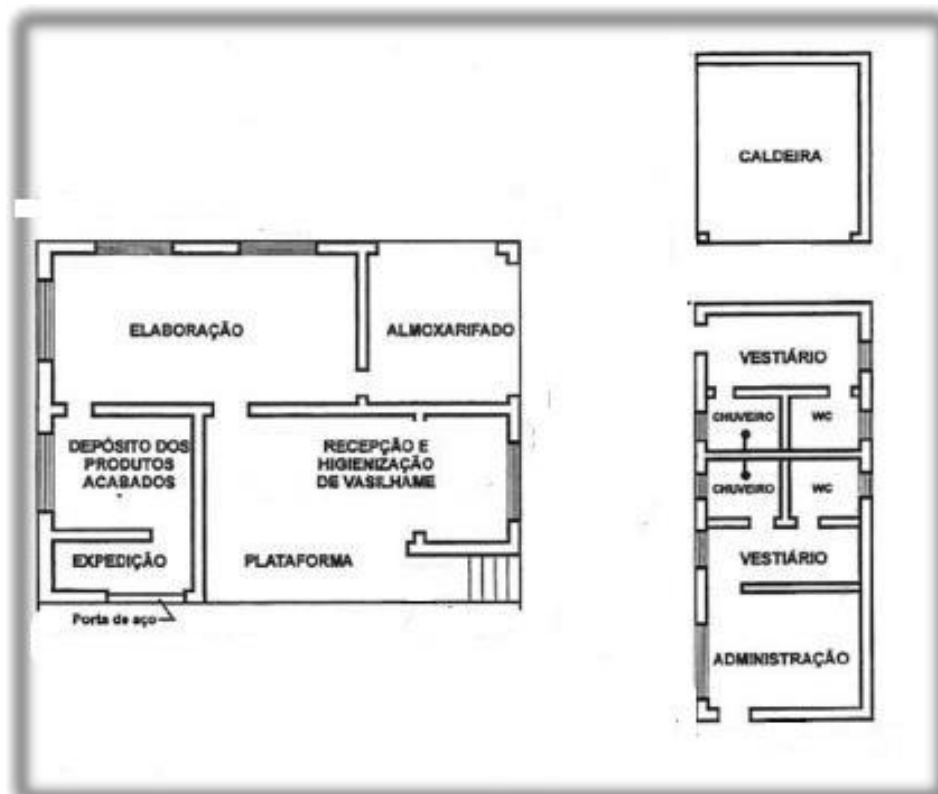 CALDEIRA
ELABORAÇÃO
ALMOXARIFADO
DEPÓSITO DOS
PRODUTOS
ACABADOS
RECEPÇÃO E
HIGIENIZAÇÃO
DE VASILHAME
EXPEDIÇÃO
PLATAFORMA
Porta de aço
VESTIÁRIO
CHUVEIRO
WC
CHUVEIRO
WC
VESTIÁRIO
ADMINISTRAÇÃO